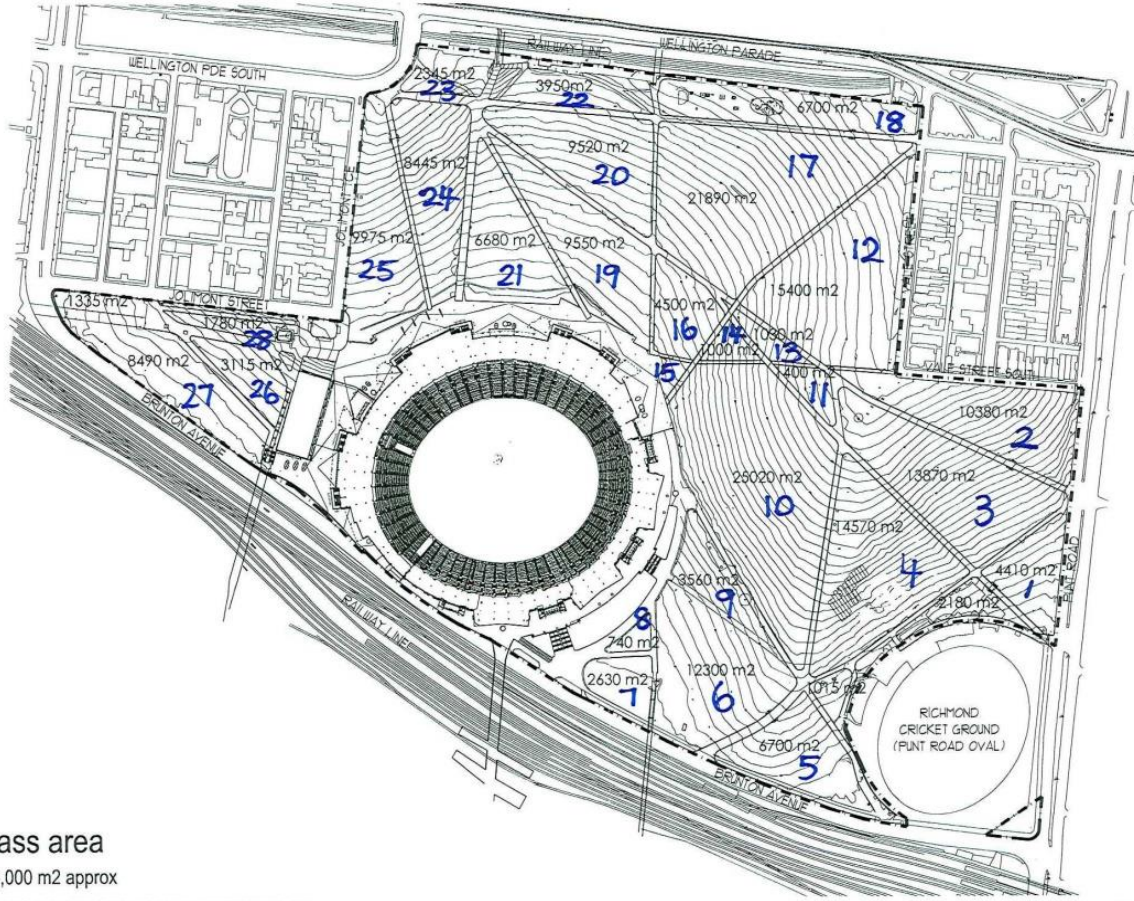 RAILWAY LINE
WELLINGTON PARADE
WELLINGTON PDE SOUTH
2345 m2
23
3950m2
22
6700 m2
18
9520 m2
20
17
21890 m2
8445 m2
24
9975 m2
25
6680 m2
21
9550 m2
19
12
15400 m2
4500 m2
16
14
1080 m2
13
15
1000 m2
1400 m2
11
VALE STREET SOUTH
1335 m2
JOLIMONT STREET
1780 m2
28
8490 m2
3115 m2
27
26
BRUNTON AVENUE
10380 m2
2
13870 m2
3
25020 m2
10
14570 m2
4
4410 m2
1
PUNT ROAD
2180 m2
3560 m2
9
8
740 m2
2630 m2
7
12300 m2
6
1015 m2
6700 m2
5
RICHMOND
CRICKET GROUND
(PUNT ROAD OVAL)
RAILWAY LINE
BRUNTON AVENUE
ass area
,000 m2 approx